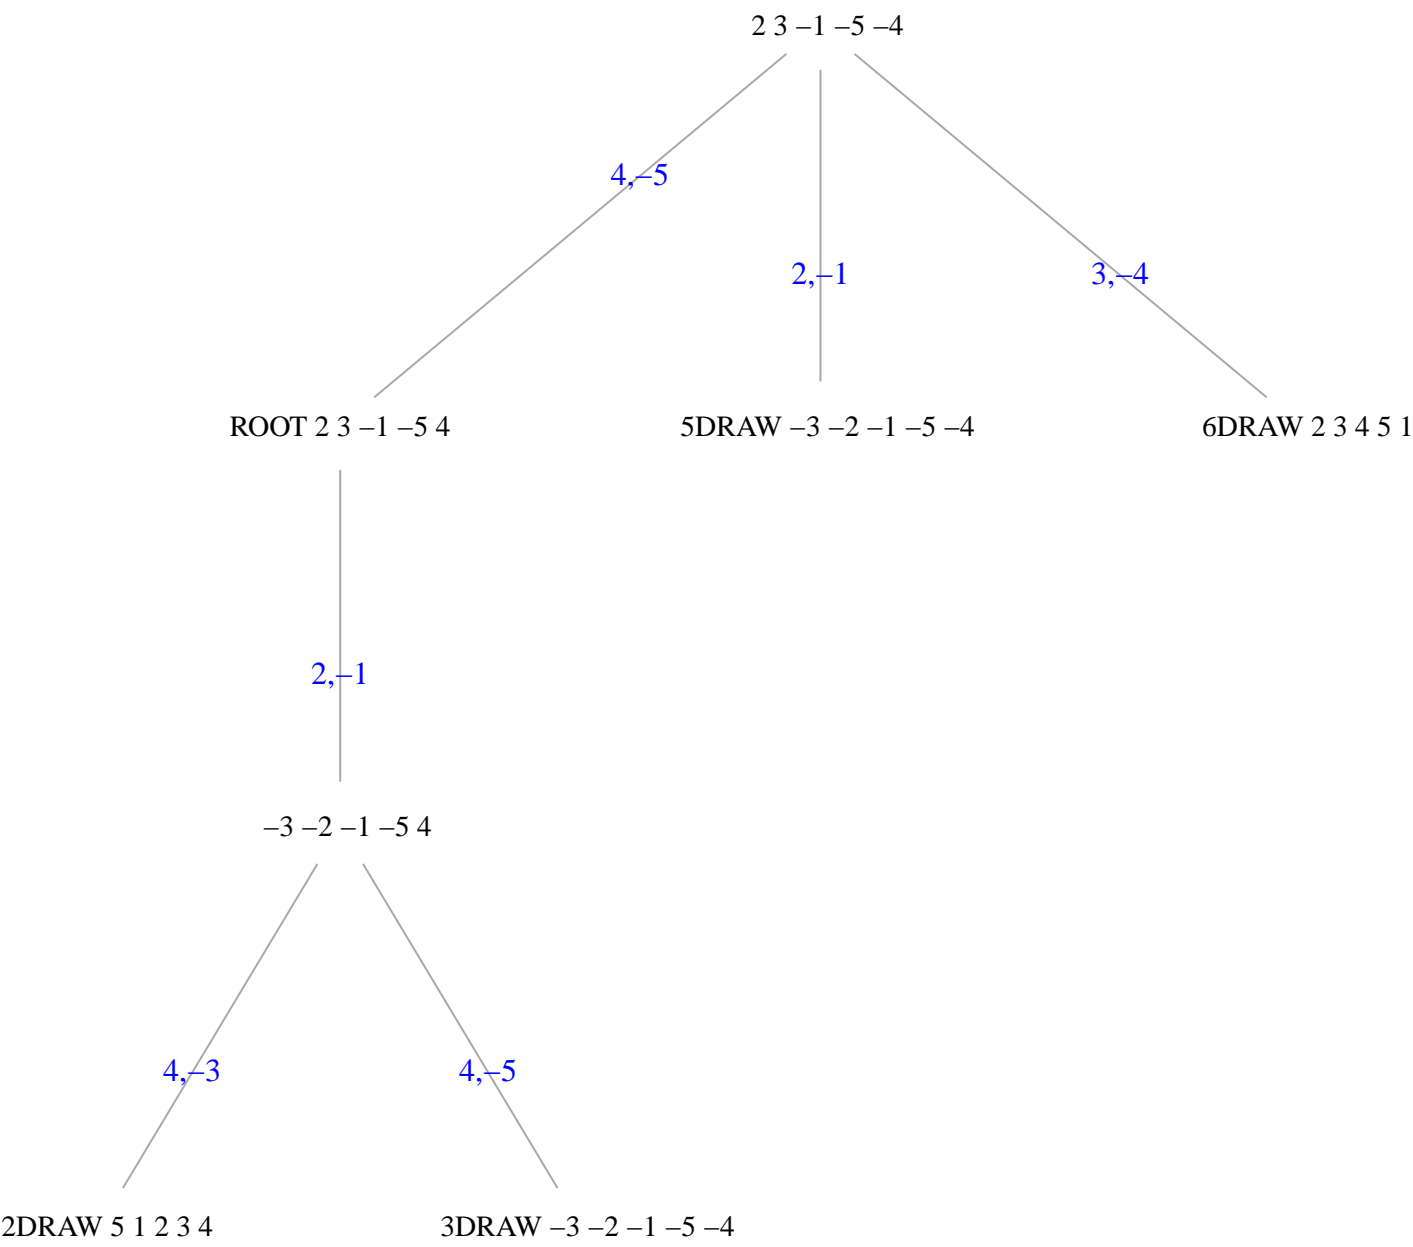 2 3 –1 –5 –4
4,–5
2,–1
3,–4
ROOT 2 3 –1 –5 4
5DRAW –3 –2 –1 –5 –4
6DRAW 2 3 4 5 1
2,–1
–3 –2 –1 –5 4
4,–3
4,–5
2DRAW 5 1 2 3 4
3DRAW –3 –2 –1 –5 –4